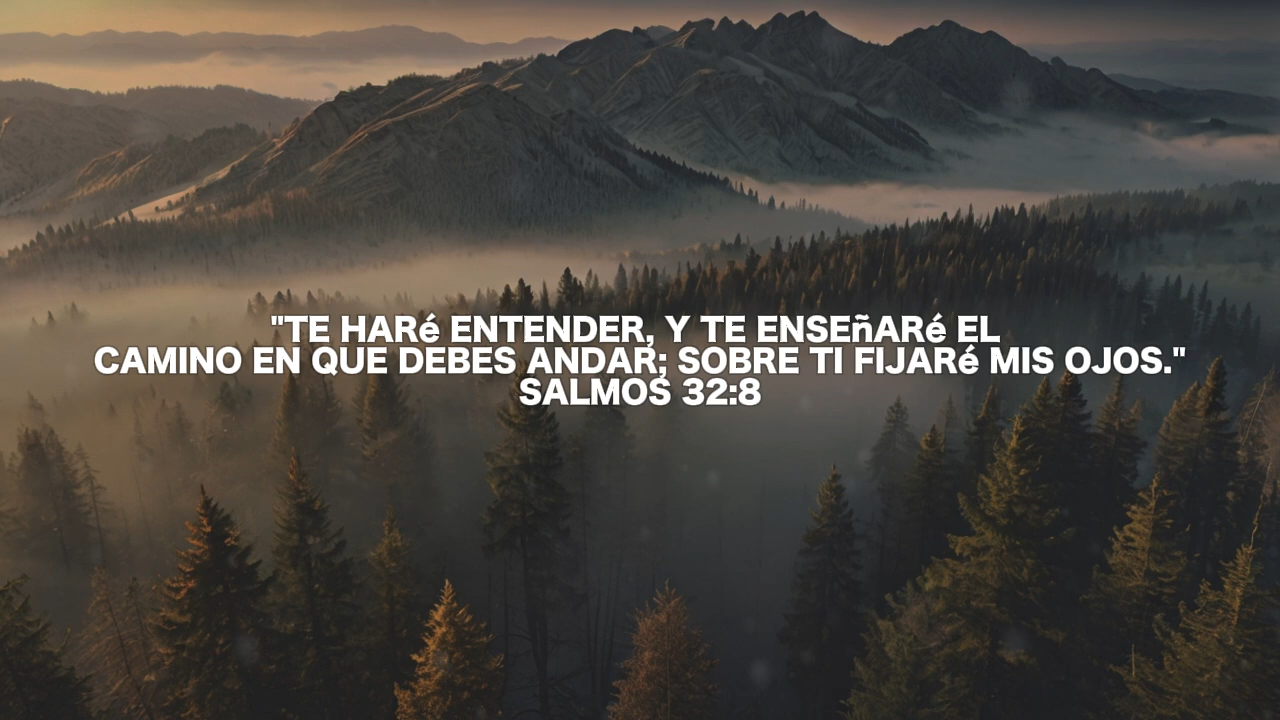 "TE HARé ENTENDER, Y TE ENSEñARé EL
CAMINO EN QUE DEBES ANDAR; SOBRE TI FIJARé MIS OJOS."
SALMOS 32:8